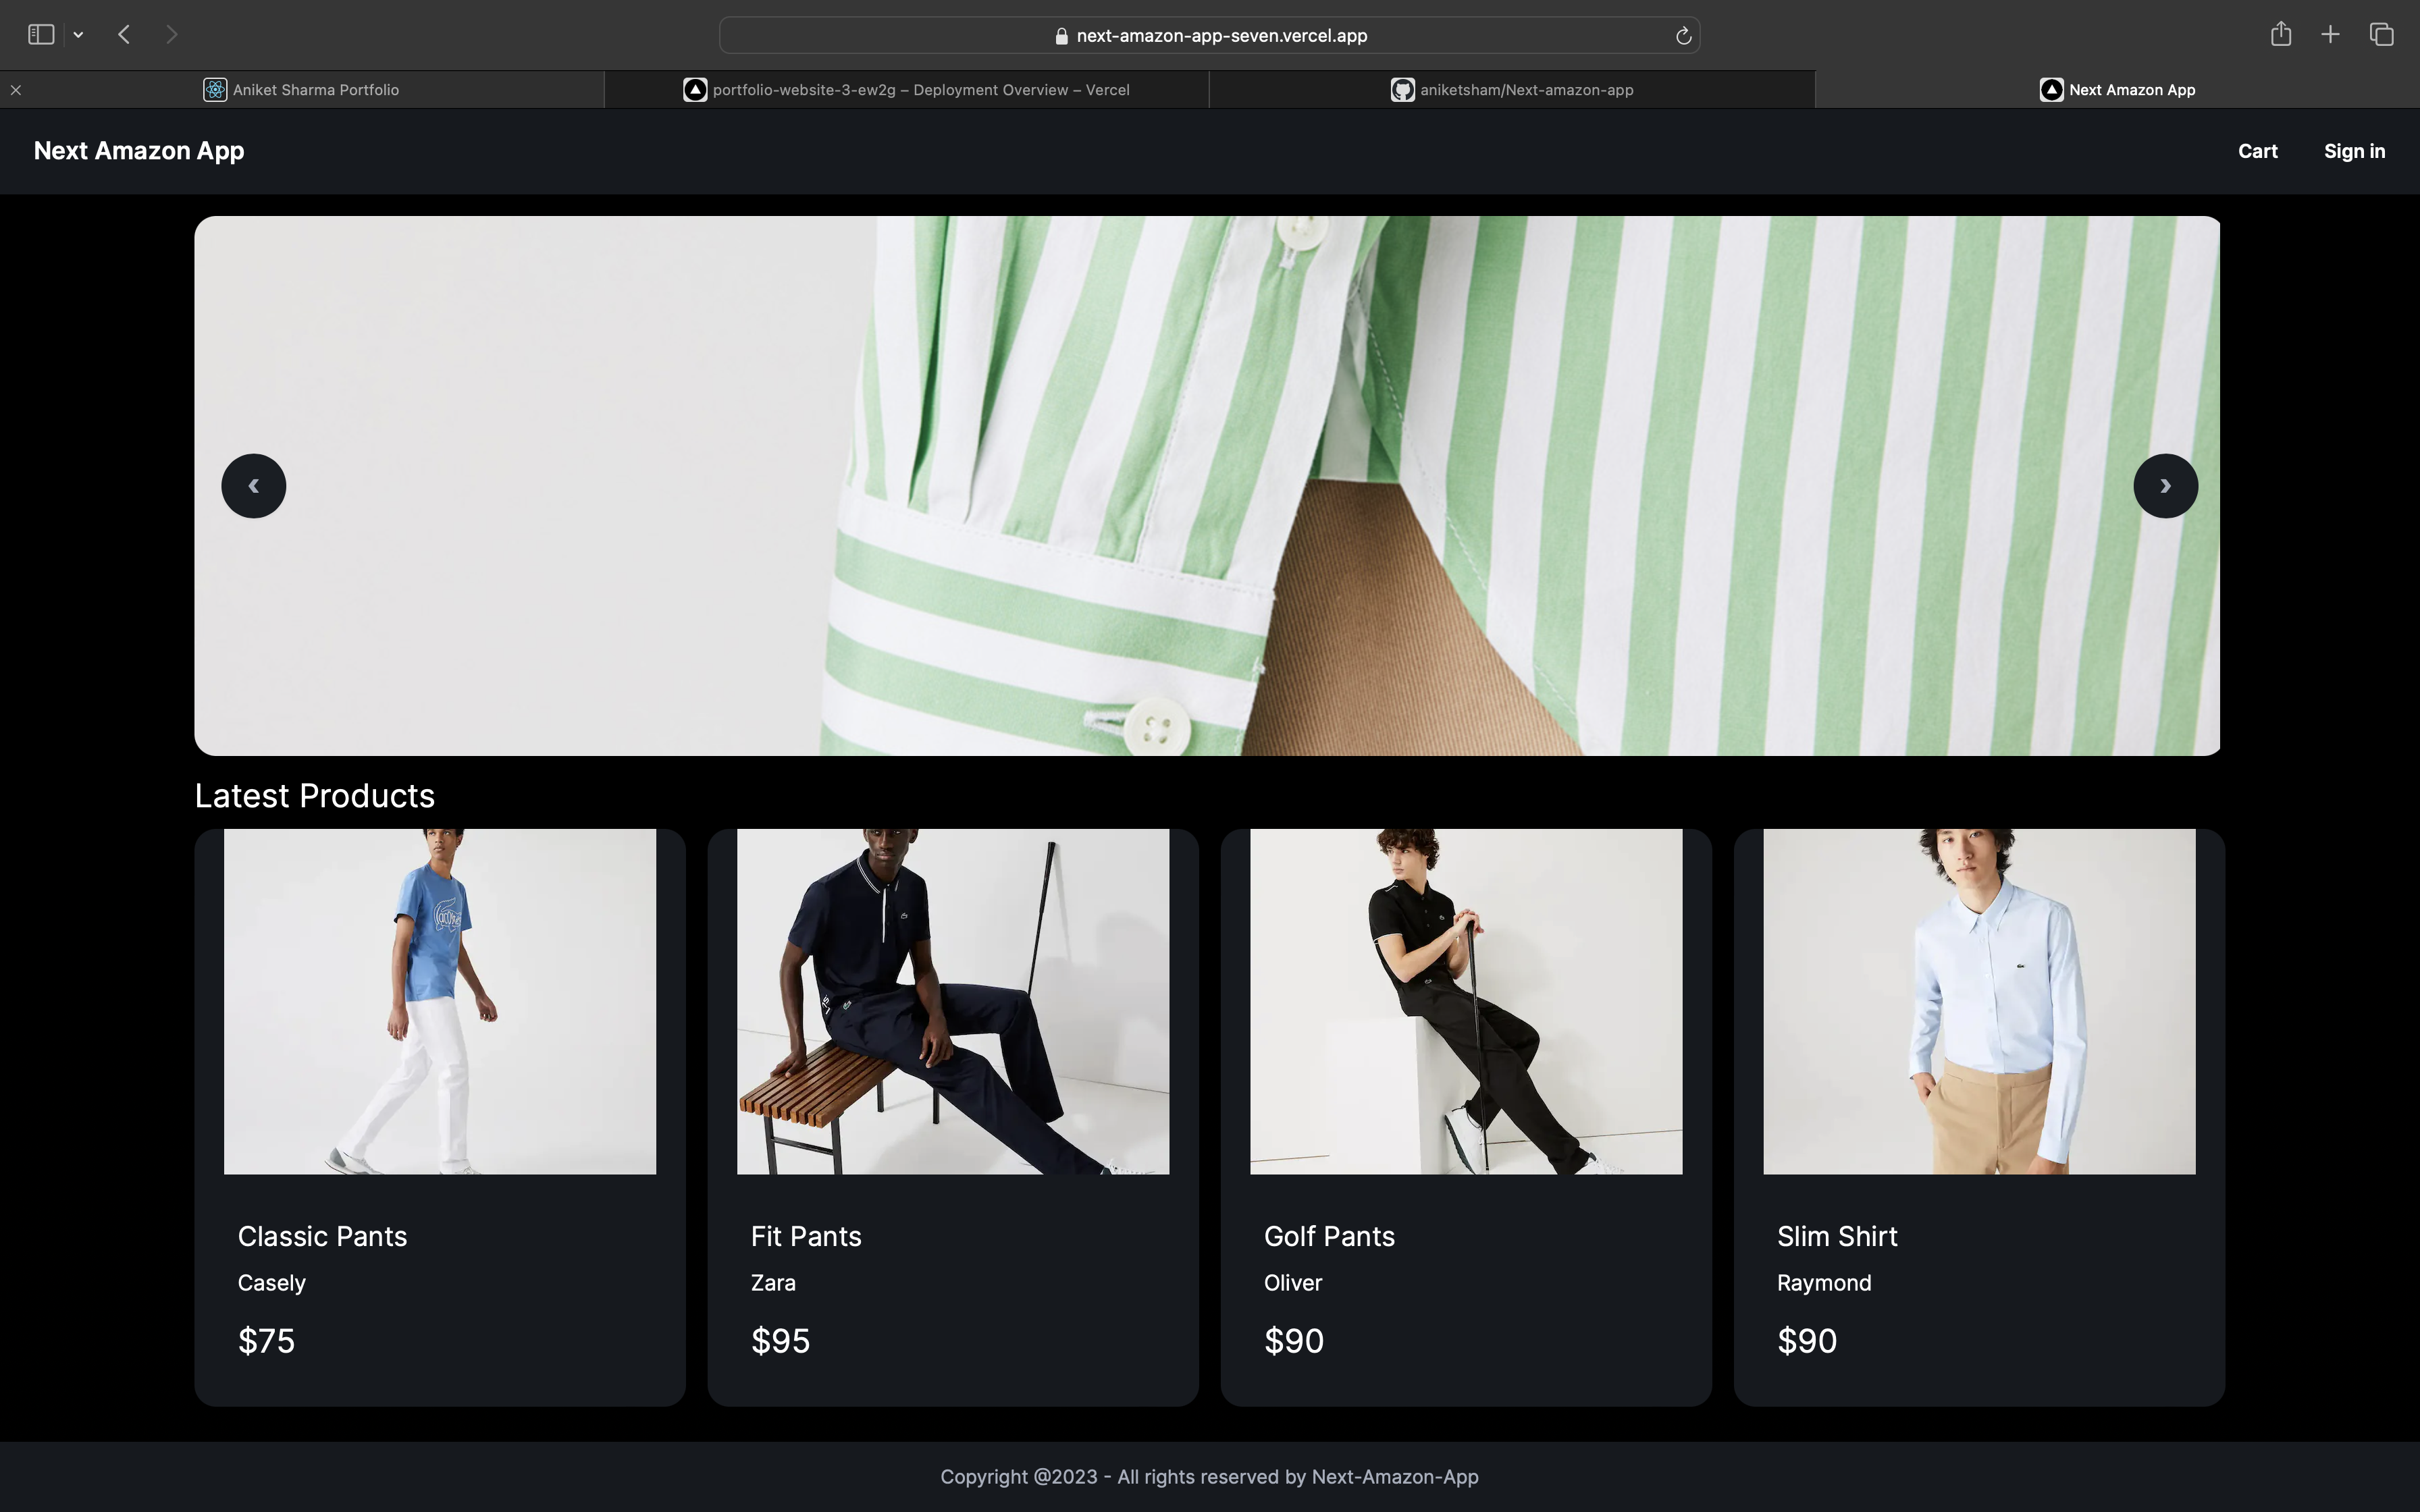 next-amazon-app-seven.vercel.app
Aniket Sharma Portfolio
portfolio-website-3-ew2g – Deployment Overview – Vercel
aniketsham/Next-amazon-app
Next Amazon App
Next Amazon App
Cart
Sign in
‹
›
Latest Products
Classic Pants
Casely
$75
Fit Pants
Zara
$95
Golf Pants
Oliver
$90
Slim Shirt
Raymond
$90
Copyright @2023 - All rights reserved by Next-Amazon-App